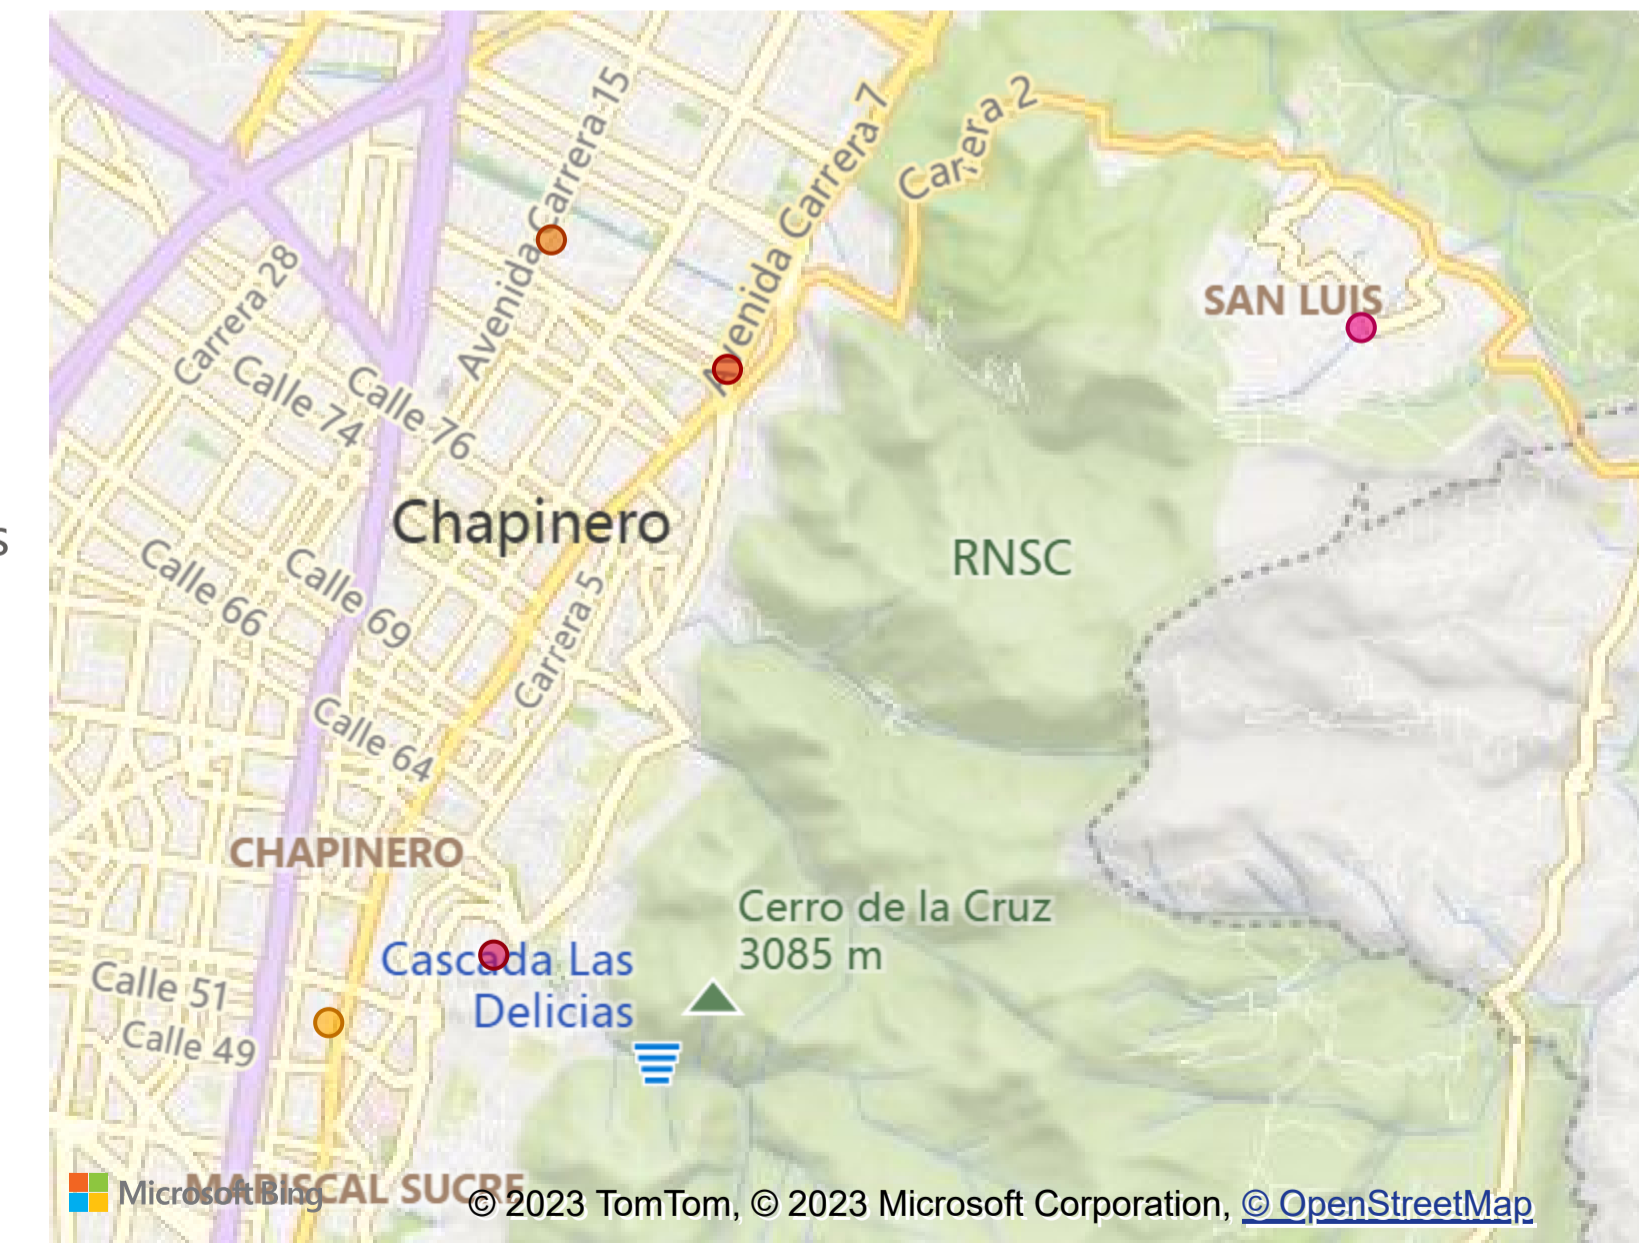 Avenida Carrera 15
Avenida Carrera 7
Carrera 2
Carrera 28
SAN LUIS
Calle 74
Calle 76
Chapinero
s
RNSC
Calle 66
Calle 69
Carrera 5
Calle 64
CHAPINERO
Cerro de la Cruz
3085 m
Cascada Las
Delicias
Calle 51
Calle 49
MARISCAL SUCRE
Microsoft Bing
© 2023 TomTom, © 2023 Microsoft Corporation, © OpenStreetMap